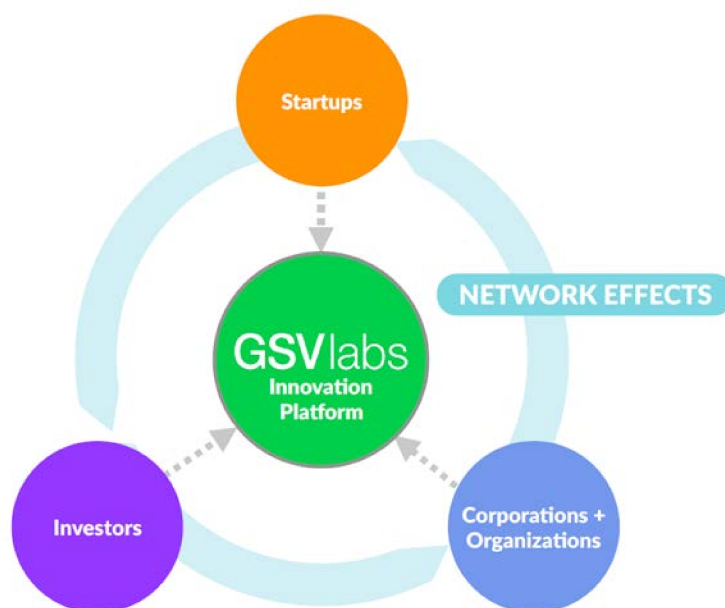 Startups
NETWORK EFFECTS
GSVlabs
Innovation
Platform
Investors
Corporations +
Organizations